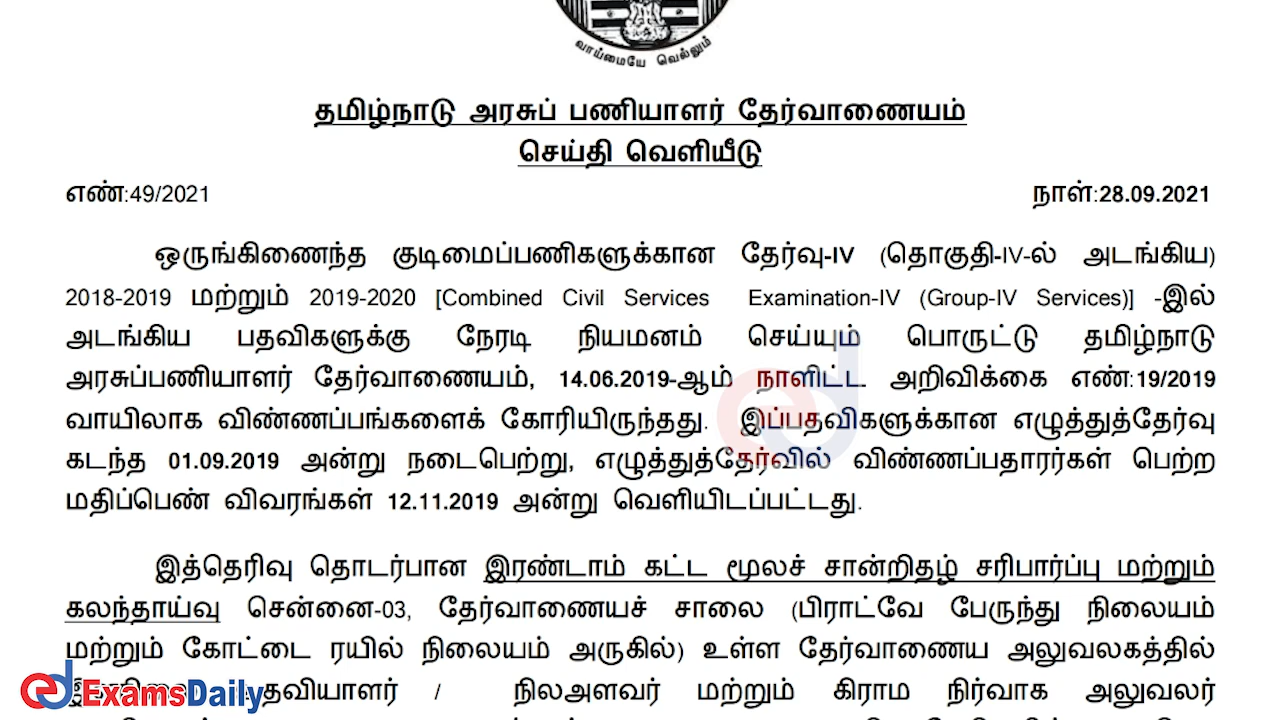 வாய்மையே வெல்லும்
தமிழ்நாடு அரசுப் பணியாளர் தேர்வாணையம்
செய்தி வெளியீடு
எண்:49/2021 நாள்:28.09.2021
ஒருங்கிணைந்த குடிமைப்பணிகளுக்கான தேர்வு-IV (தொகுதி-IV-ல் அடங்கிய)
2018-2019 மற்றும் 2019-2020 [Combined Civil Services Examination-IV (Group-IV Services)] -இல்
அடங்கிய பதவிகளுக்கு நேரடி நியமனம் செய்யும் பொருட்டு தமிழ்நாடு
அரசுப்பணியாளர் தேர்வாணையம், 14.06.2019-ஆம் நாளிட்ட அறிவிக்கை எண்:19/2019
வாயிலாக விண்ணப்பங்களைக் கோரியிருந்தது. இப்பதவிகளுக்கான எழுத்துத்தேர்வு
கடந்த 01.09.2019 அன்று நடைபெற்று, எழுத்துத்தேர்வில் விண்ணப்பதாரர்கள் பெற்ற
மதிப்பெண் விவரங்கள் 12.11.2019 அன்று வெளியிடப்பட்டது.
இத்தெரிவு தொடர்பான இரண்டாம் கட்ட மூலச் சான்றிதழ் சரிபார்ப்பு மற்றும்
கலந்தாய்வு சென்னை-03, தேர்வாணையச் சாலை (பிராட்வே பேருந்து நிலையம்
மற்றும் கோட்டை ரயில் நிலையம் அருகில்) உள்ள தேர்வாணைய அலுவலகத்தில்
/ நிலஅளவர் மற்றும் கிராம நிர்வாக அலுவலர்
ExamsDaily